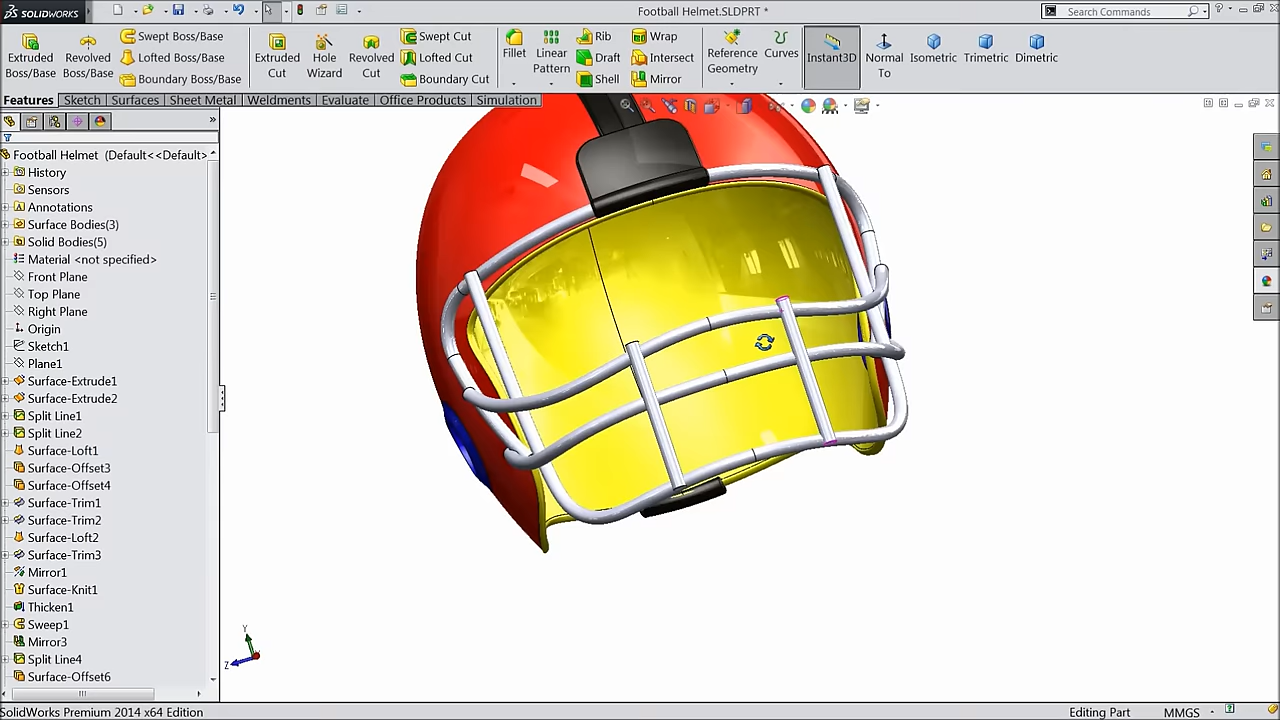 SOLIDWORKS
Football Helmet.SLDPRT *
Search Commands
Extruded Boss/Base
Revolved Boss/Base
Swept Boss/Base
Lofted Boss/Base
Boundary Boss/Base
Extruded Cut
Hole Wizard
Revolved Cut
Swept Cut
Lofted Cut
Boundary Cut
Fillet
Linear Pattern
Rib
Draft
Shell
Wrap
Intersect
Mirror
Reference Geometry
Curves
Instant3D
Normal To
Isometric
Trimetric
Dimetric
Features
Sketch
Surfaces
Sheet Metal
Weldments
Evaluate
Office Products
Simulation
Football Helmet (Default<<Default>
History
Sensors
Annotations
Surface Bodies(3)
Solid Bodies(5)
Material <not specified>
Front Plane
Top Plane
Right Plane
Origin
Sketch1
Plane1
Surface-Extrude1
Surface-Extrude2
Split Line1
Split Line2
Surface-Loft1
Surface-Offset3
Surface-Offset4
Surface-Trim1
Surface-Trim2
Surface-Loft2
Surface-Trim3
Mirror1
Surface-Knit1
Thicken1
Sweep1
Mirror3
Split Line4
Surface-Offset6
Y
Z
SolidWorks Premium 2014 x64 Edition
Editing Part
MMGS